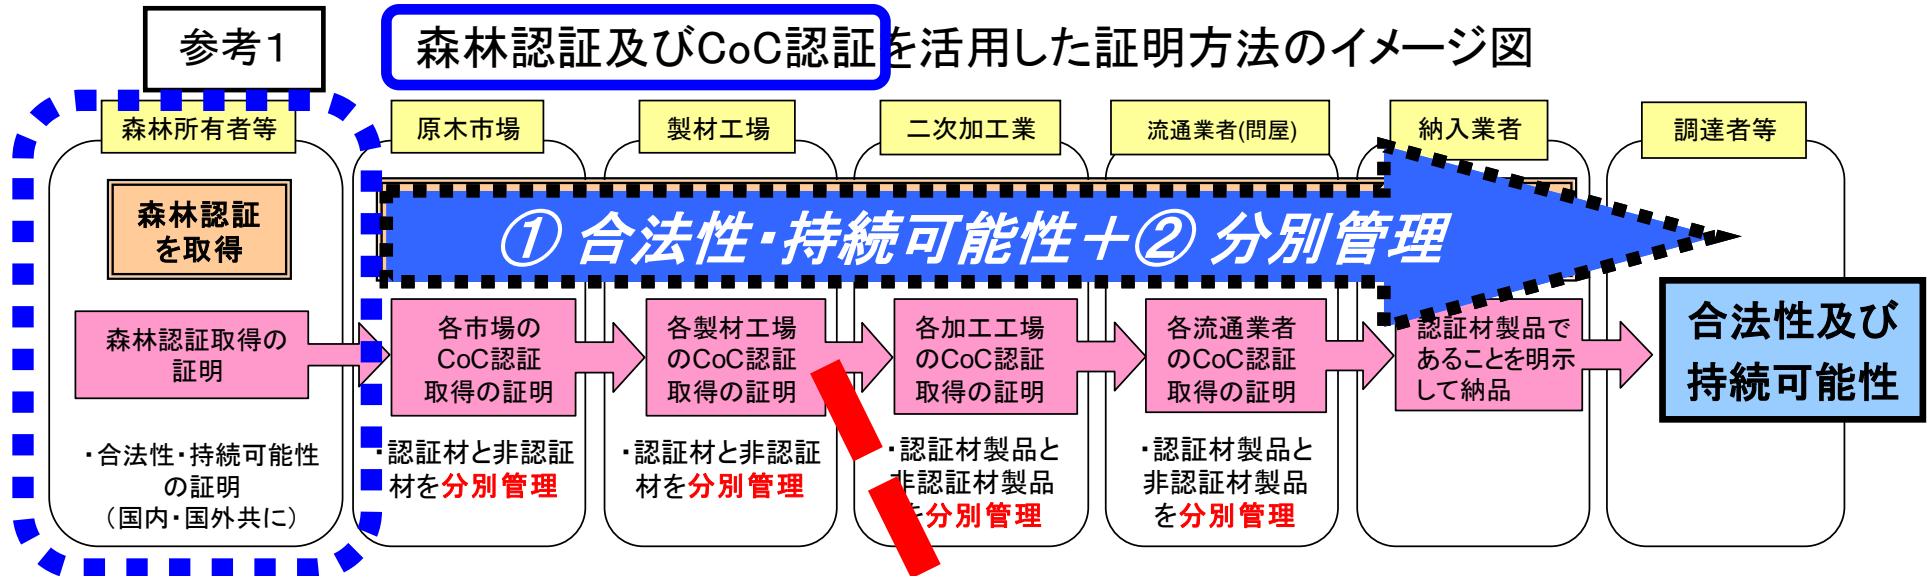 参考１
森林認証及びCoC認証を活用した証明方法のイメージ図
森林所有者等
原木市場
製材工場
二次加工業
流通業者(問屋)
納入業者
調達者等
森林認証
を取得
① 合法性・持続可能性＋② 分別管理
森林認証取得の
証明
各市場の
CoC認証
取得の証明
各製材工場
のCoC認証
取得の証明
各加工工場
のCoC認証
取得の証明
各流通業者
のCoC認証
取得の証明
認証材製品で
あることを明示
して納品
合法性及び
持続可能性
・合法性・持続可能性
の証明
（国内・国外共に）
・認証材と非認証
材を分別管理
・認証材と非認証
材を分別管理
・認証材製品と
非認証材製品
を分別管理
・認証材製品と
非認証材製品
を分別管理